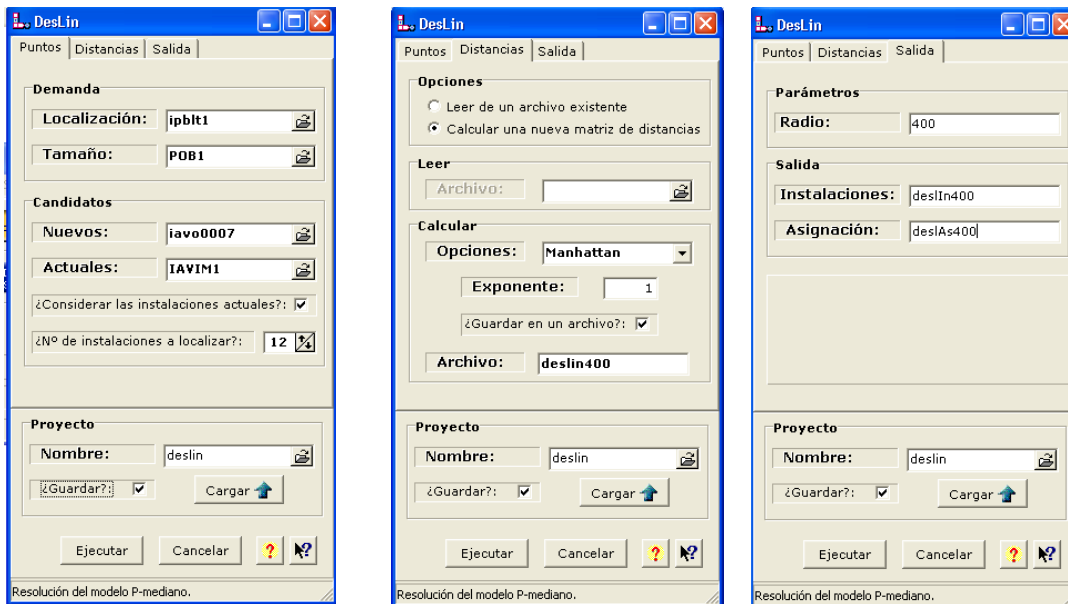 DesLin
Puntos Distancias Salida
Demanda
Localización: ipblt1
Tamaño: POB1
Candidatos
Nuevos: iavo0007
Actuales: IAVIM1
¿Considerar las instalaciones actuales?:
¿Nº de instalaciones a localizar?: 12
Proyecto
Nombre: deslin
¿Guardar?: Cargar
Ejecutar Cancelar ? ?
Resolución del modelo P-mediano.
DesLin
Puntos Distancias Salida
Opciones
Leer de un archivo existente
Calcular una nueva matriz de distancias
Leer
Archivo:
Calcular
Opciones: Manhattan
Exponente: 1
¿Guardar en un archivo?:
Archivo: deslin400
Proyecto
Nombre: deslin
¿Guardar?: Cargar
Ejecutar Cancelar ? ?
Resolución del modelo P-mediano.
DesLin
Puntos Distancias Salida
Parámetros
Radio: 400
Salida
Instalaciones: deslIn400
Asignación: deslAs400
Proyecto
Nombre: deslin
¿Guardar?: Cargar
Ejecutar Cancelar ? ?
Resolución del modelo P-mediano.